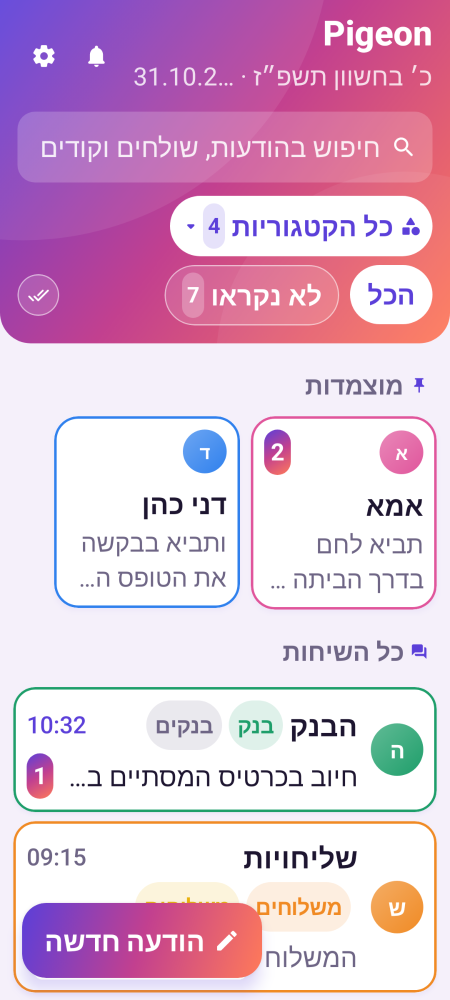 Pigeon
כ׳ בחשוון תשפ״ז · 31.10.2...
חיפוש בהודעות, שולחים וקודים
כל הקטגוריות 4
הכל
לא נקראו 7
מוצמדות
א
2
אמא
תביא לחם
בדרך הביתה ...
ד
דני כהן
ותביא בבקשה
את הטופס ה...
כל השיחות
ה
הבנק בנק בנקים 10:32
חיוב בכרטיס המסתיים ב... 1
ש
שליחויות 09:15
משלוחים
המשלוח
הודעה חדשה